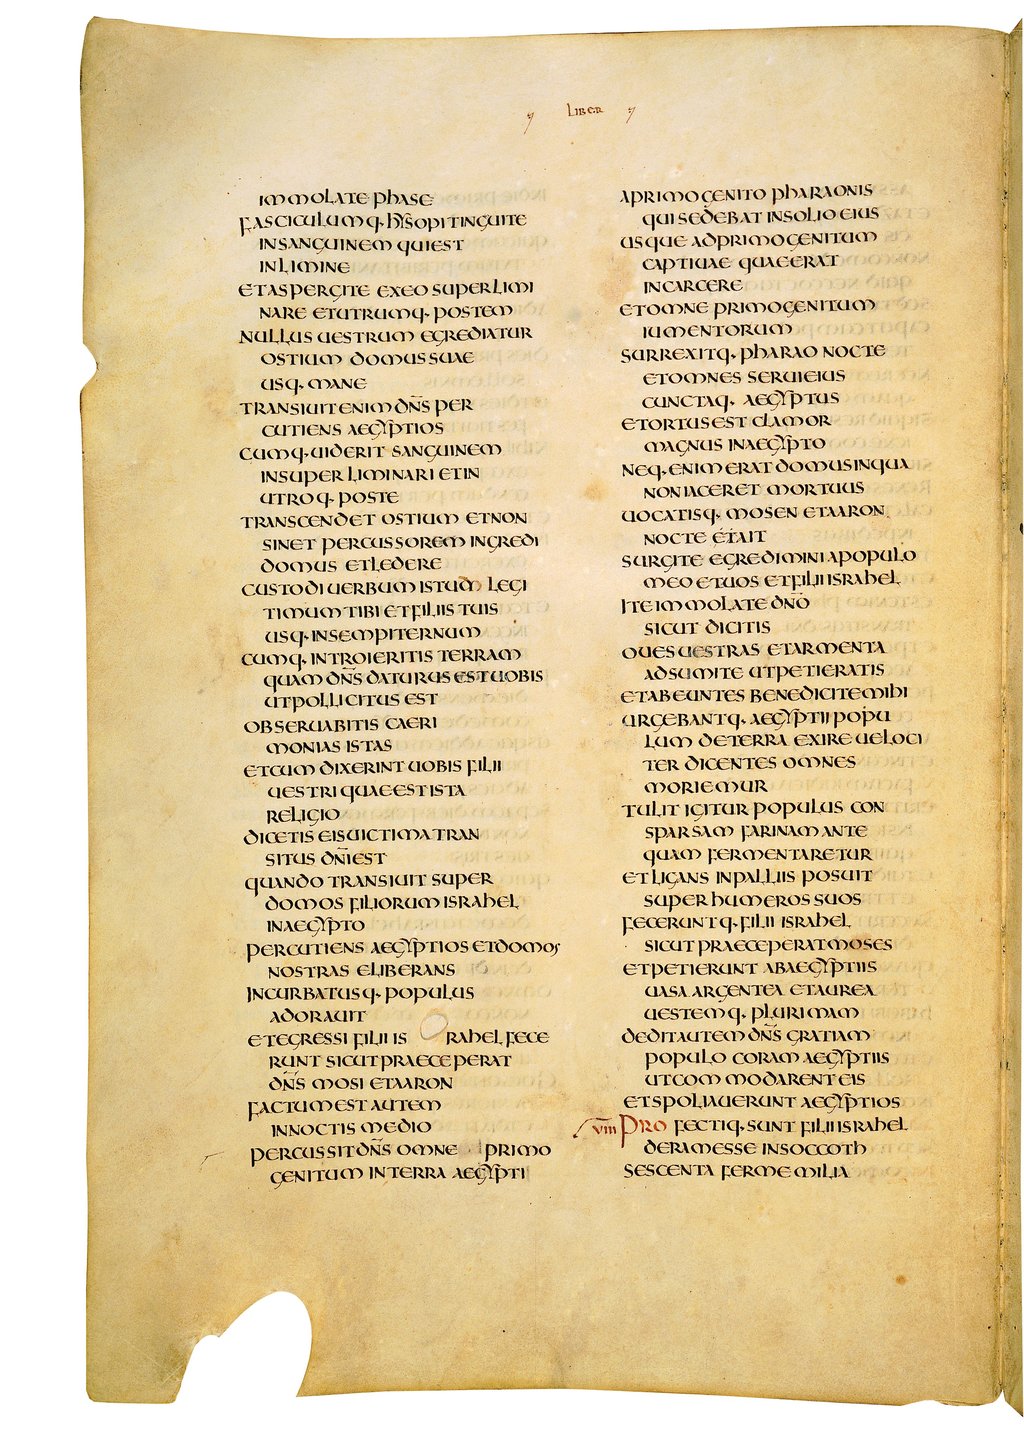 LIBER
IMMOLATE PHASE
FASCICULUMQ· HYSOPI TINGUITE
IN SANGUINEM QUI EST
IN LIMINE
ET ASPERGITE EX EO SUPERLIMI
NARE ET UTRUMQ· POSTEM
NULLUS UESTRUM EGREDIATUR
OSTIUM DOMUS SUAE
USQ· MANE
TRANSIUIT ENIM DN̅S PER
CUTIENS AEGYPTIOS
CUMQ· UIDERIT SANGUINEM
IN SUPERLIMINARI ET IN
UTROQ· POSTE
TRANSCENDET OSTIUM ET NON
SINET PERCUSSOREM INGREDI
DOMUS ET LEDERE
CUSTODI UERBUM ISTUD LEGI
TIMUM TIBI ET FILIIS TUIS
USQ· IN SEMPITERNUM
CUMQ· INTROIERITIS TERRAM
QUAM DN̅S DATURUS EST UOBIS
UT POLLICITUS EST
OBSERUABITIS CAERI
MONIAS ISTAS
ET CUM DIXERINT UOBIS FILII
UESTRI QUAE EST ISTA
RELIGIO
DICETIS EIS UICTIMA TRAN
SITUS DN̅I EST
QUANDO TRANSIUIT SUPER
DOMOS FILIORUM ISRAHEL
IN AEGYPTO
PERCUTIENS AEGYPTIOS ET DOMOS
NOSTRAS ELIBERANS
INCURBATUSQ· POPULUS
ADORAUIT
ET EGRESSI FILII IS RAHEL FECE
RUNT SICUT PRAECEPERAT
DN̅S MOSI ET AARON
FACTUM EST AUTEM
IN NOCTIS MEDIO
PERCUSSIT DN̅S OMNE PRIMO
GENITUM IN TERRA AEGYPTI
A PRIMOGENITO PHARAONIS
QUI SEDEBAT IN SOLIO EIUS
USQUE AD PRIMOGENITUM
CAPTIUAE QUAE ERAT
IN CARCERE
ET OMNE PRIMOGENITUM
IUMENTORUM
SURREXITQ· PHARAO NOCTE
ET OMNES SERUI EIUS
CUNCTAQ· AEGYPTUS
ET ORTUS EST CLAMOR
MAGNUS IN AEGYPTO
NEQ· ENIM ERAT DOMUS IN QUA
NON IACERET MORTUUS
UOCATISQ· MOSEN ET AARON
NOCTE ET AIT
SURGITE EGREDIMINI A POPULO
MEO ET UOS ET FILII ISRAHEL
ITE IMMOLATE DN̅O
SICUT DICITIS
OUES UESTRAS ET ARMENTA
ADSUMITE UT PETIERATIS
ET ABEUNTES BENEDICITE MIHI
URGEBANTQ· AEGYPTII POPU
LUM DE TERRA EXIRE UELOCI
TER DICENTES OMNES
MORIEMUR
TULIT IGITUR POPULUS CON
SPARSAM FARINAM ANTE
QUAM FERMENTARETUR
ET LIGANS IN PALLIIS POSUIT
SUPER HUMEROS SUOS
FECERUNTQ· FILII ISRAHEL
SICUT PRAECEPERAT MOSES
ET PETIERUNT AB AEGYPTIIS
UASA ARGENTEA ET AUREA
UESTEMQ· PLURIMAM
DEDIT AUTEM DN̅S GRATIAM
POPULO CORAM AEGYPTIIS
UT COMMODARENT EIS
ET SPOLIAUERUNT AEGYPTIOS
VIIII PROFECTIQ· SUNT FILII ISRAHEL
DE RAMESSE IN SOCCOTH
SESCENTA FERME MILIA